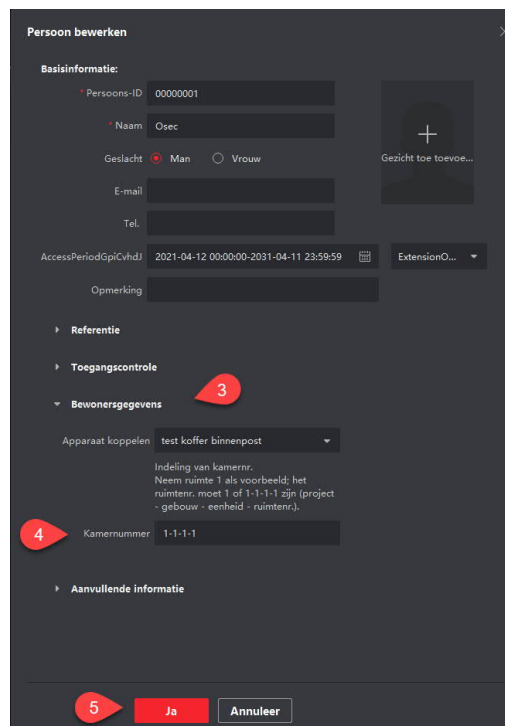 Persoon bewerken
Basisinformatie:
* Persoons-ID 00000001
* Naam Osec
Geslacht Man Vrouw
Gezicht toe toevoe...
E-mail
Tel.
AccessPeriodGpiCvhdJ 2021-04-12 00:00:00-2031-04-11 23:59:59 ExtensionO...
Opmerking
Referentie
Toegangscontrole
3
Bewonersgegevens
Apparaat koppelen test koffer binnenpost
Indeling van kamernr.
Neem ruimte 1 als voorbeeld; het
ruimtenr. moet 1 of 1-1-1-1 zijn (project
- gebouw - eenheid - ruimtenr.).
4 Kamernummer 1-1-1-1
Aanvullende informatie
5 Ja Annuleer